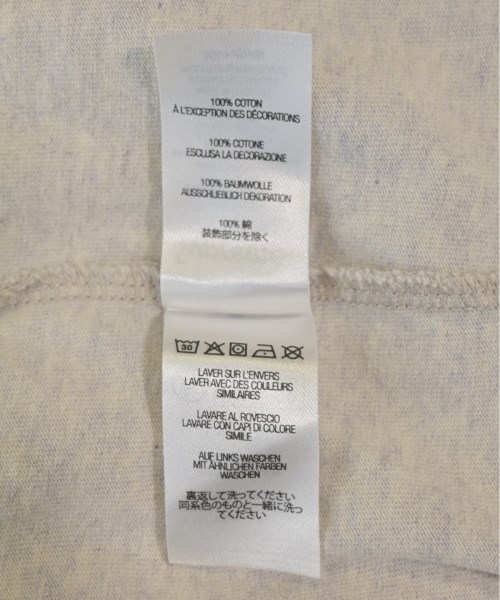 100% COTON
À L'EXCEPTION DES DÉCORATIONS
100% COTONE
ESCLUSA LA DECORAZIONE
100% BAUMWOLLE
AUSSCHLIEBLICH DEKORATION
100% 綿
装飾部分を除く
30
LAVER SUR L'ENVERS
LAVER AVEC DES COULEURS
SIMILAIRES
LAVARE AL ROVESCIO
LAVARE CON CAPI DI COLORE
SIMILE
AUF LINKS WASCHEN
MIT ÄHNLICHEN FARBEN
WASCHEN
裏返して洗ってください
同系色のものと一緒に洗っ
てください